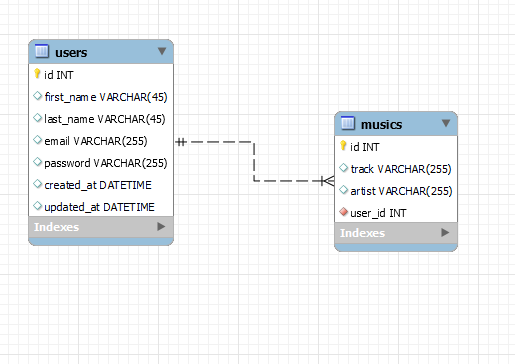 users
id INT
first_name VARCHAR(45)
last_name VARCHAR(45)
email VARCHAR(255)
password VARCHAR(255)
created_at DATETIME
updated_at DATETIME
Indexes
musics
id INT
track VARCHAR(255)
artist VARCHAR(255)
user_id INT
Indexes